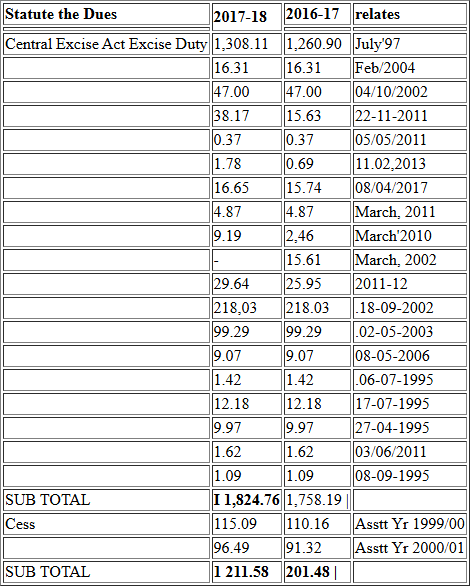 Statute the Dues 2017-18 2016-17 relates
Central Excise Act Excise Duty 1,308.11 1,260.90 July'97
16.31 16.31 Feb/2004
47.00 47.00 04/10/2002
38.17 15.63 22-11-2011
0.37 0.37 05/05/2011
1.78 0.69 11.02,2013
16.65 15.74 08/04/2017
4.87 4.87 March, 2011
9.19 2,46 March'2010
- 15.61 March, 2002
29.64 25.95 2011-12
218,03 218.03 .18-09-2002
99.29 99.29 .02-05-2003
9.07 9.07 08-05-2006
1.42 1.42 .06-07-1995
12.18 12.18 17-07-1995
9.97 9.97 27-04-1995
1.62 1.62 03/06/2011
1.09 1.09 08-09-1995
SUB TOTAL I 1,824.76 1,758.19 |
Cess 115.09 110.16 Asstt Yr 1999/00
96.49 91.32 Asstt Yr 2000/01
SUB TOTAL 1 211.58 201.48 |